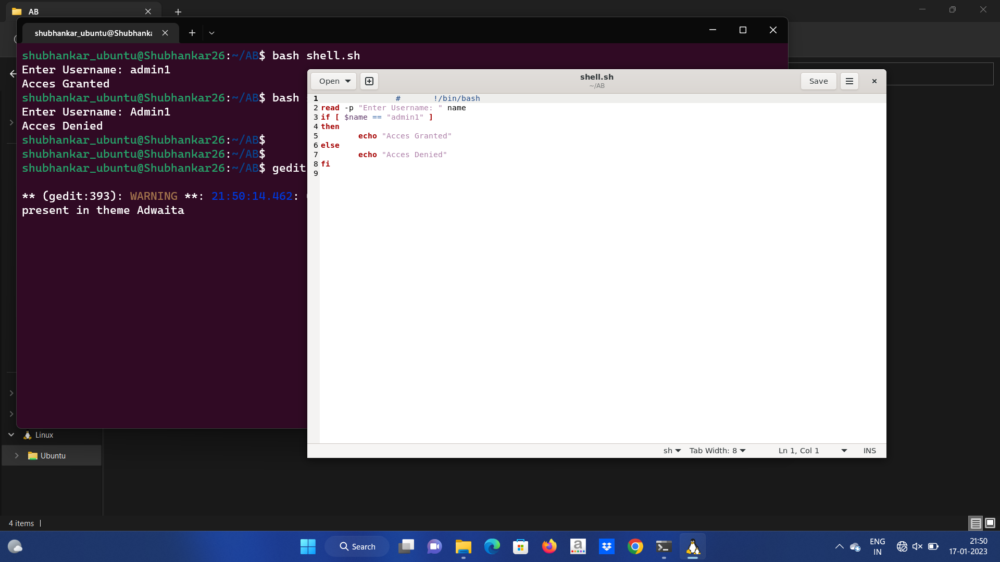 AB
shubhankar_ubuntu@Shubhanka
shubhankar_ubuntu@Shubhankar26:~/AB$ bash shell.sh
Enter Username: admin1
Acces Granted
shubhankar_ubuntu@Shubhankar26:~/AB$ bash
Enter Username: Admin1
Acces Denied
shubhankar_ubuntu@Shubhankar26:~/AB$
shubhankar_ubuntu@Shubhankar26:~/AB$
shubhankar_ubuntu@Shubhankar26:~/AB$ gedit
** (gedit:393): WARNING **: 21:50:14.462:
present in theme Adwaita
Open
shell.sh
~/AB
Save
1 # !/bin/bash
2 read -p "Enter Username: " name
3 if [ $name == "admin1" ]
4 then
5 echo "Acces Granted"
6 else
7 echo "Acces Denied"
8 fi
9
sh Tab Width: 8 Ln 1, Col 1 INS
Linux
Ubuntu
4 items
Search
a
ENG
IN
21:50
17-01-2023